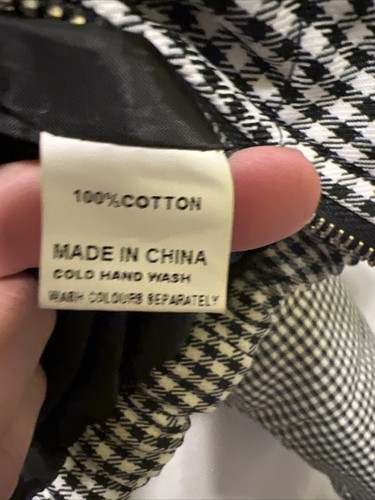 100%COTTON
MADE IN CHINA
COLD HAND WASH
WASH COLOURS SEPARATELY